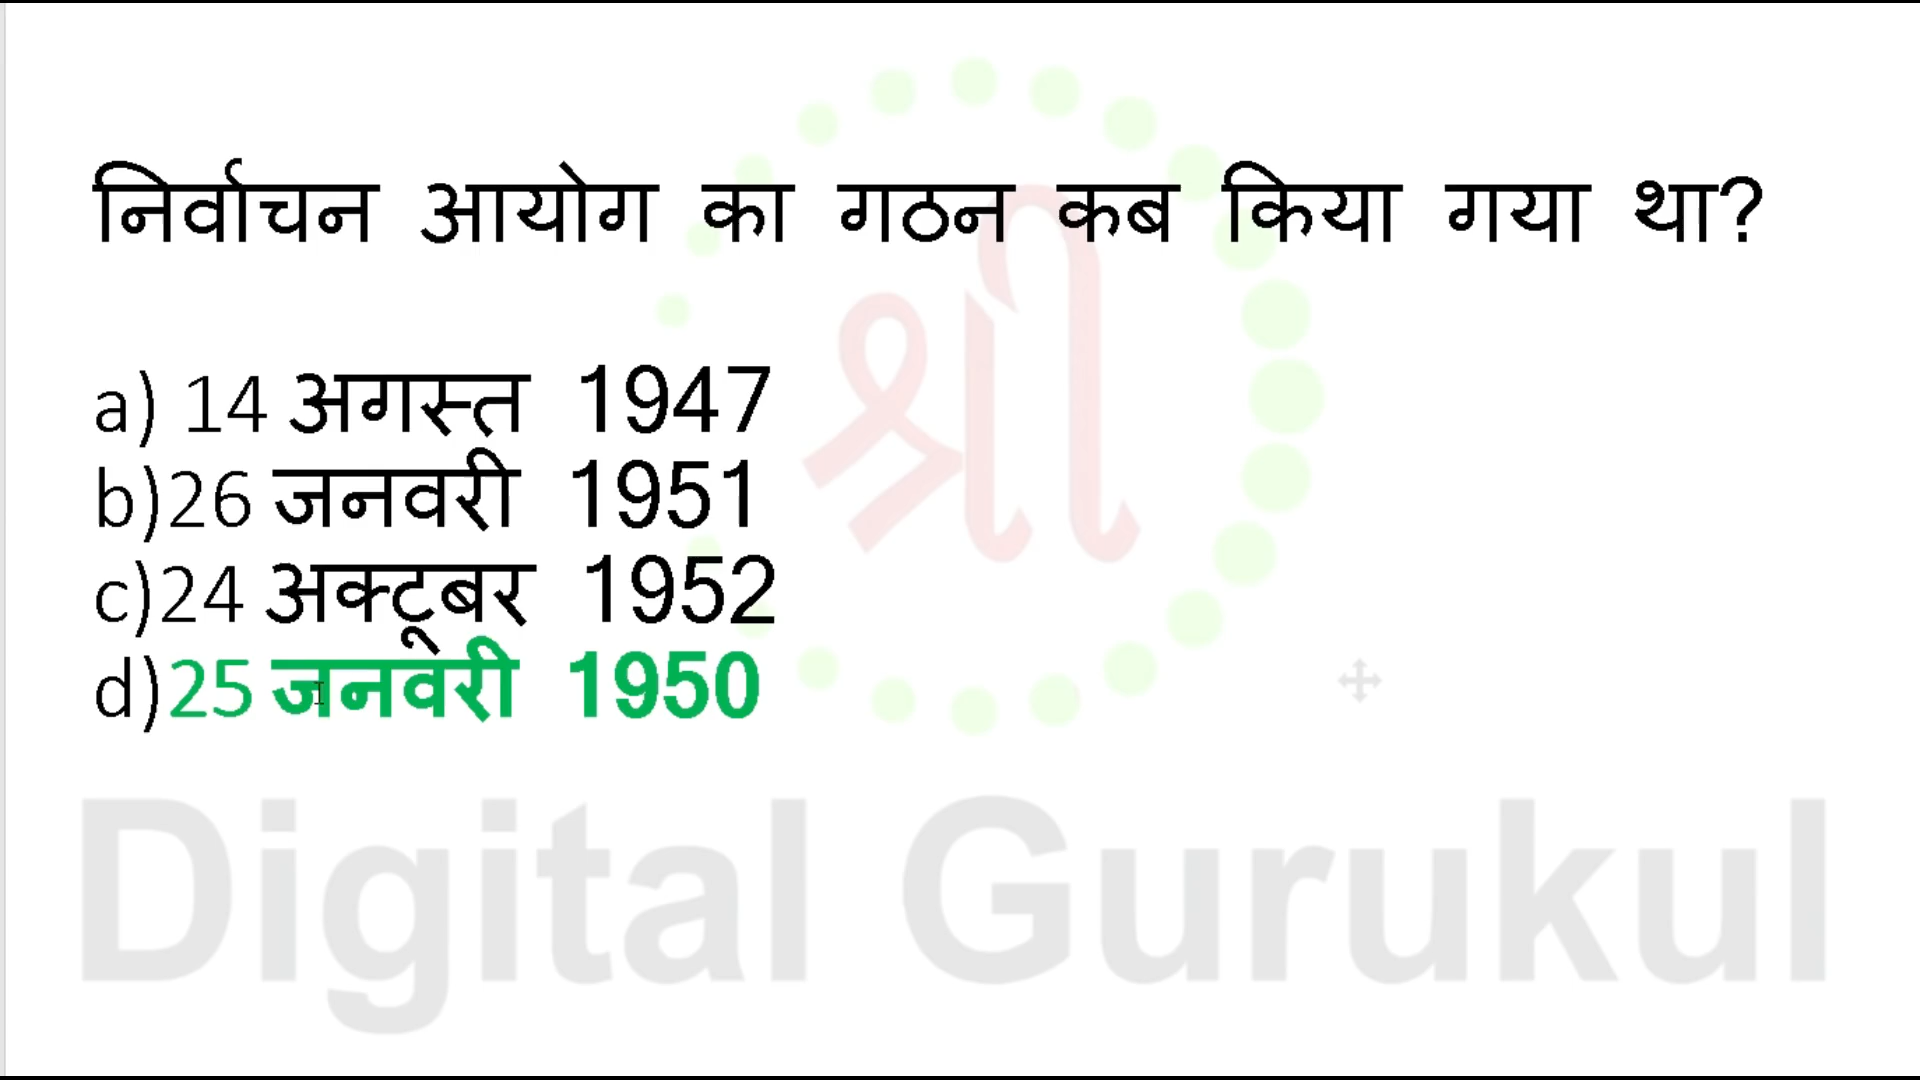 निर्वाचन आयोग का गठन कब किया गया था?
a) 14 अगस्त 1947
b)26 जनवरी 1951
c)24 अक्टूबर 1952
d)25 जनवरी 1950
श्री
Digital Gurukul